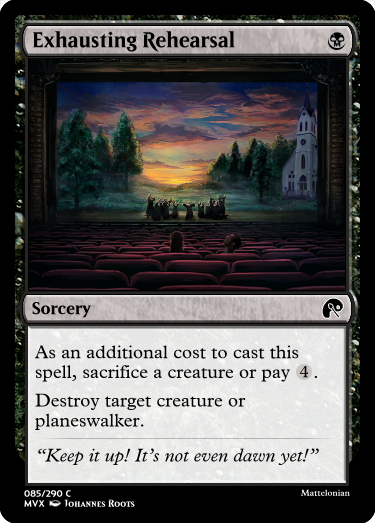 Exhausting Rehearsal
Sorcery
As an additional cost to cast this
spell, sacrifice a creature or pay 4 .
Destroy target creature or
planeswalker.
“Keep it up! It's not even dawn yet!”
085/290 C
Mattelonian
MVX Johannes Roots